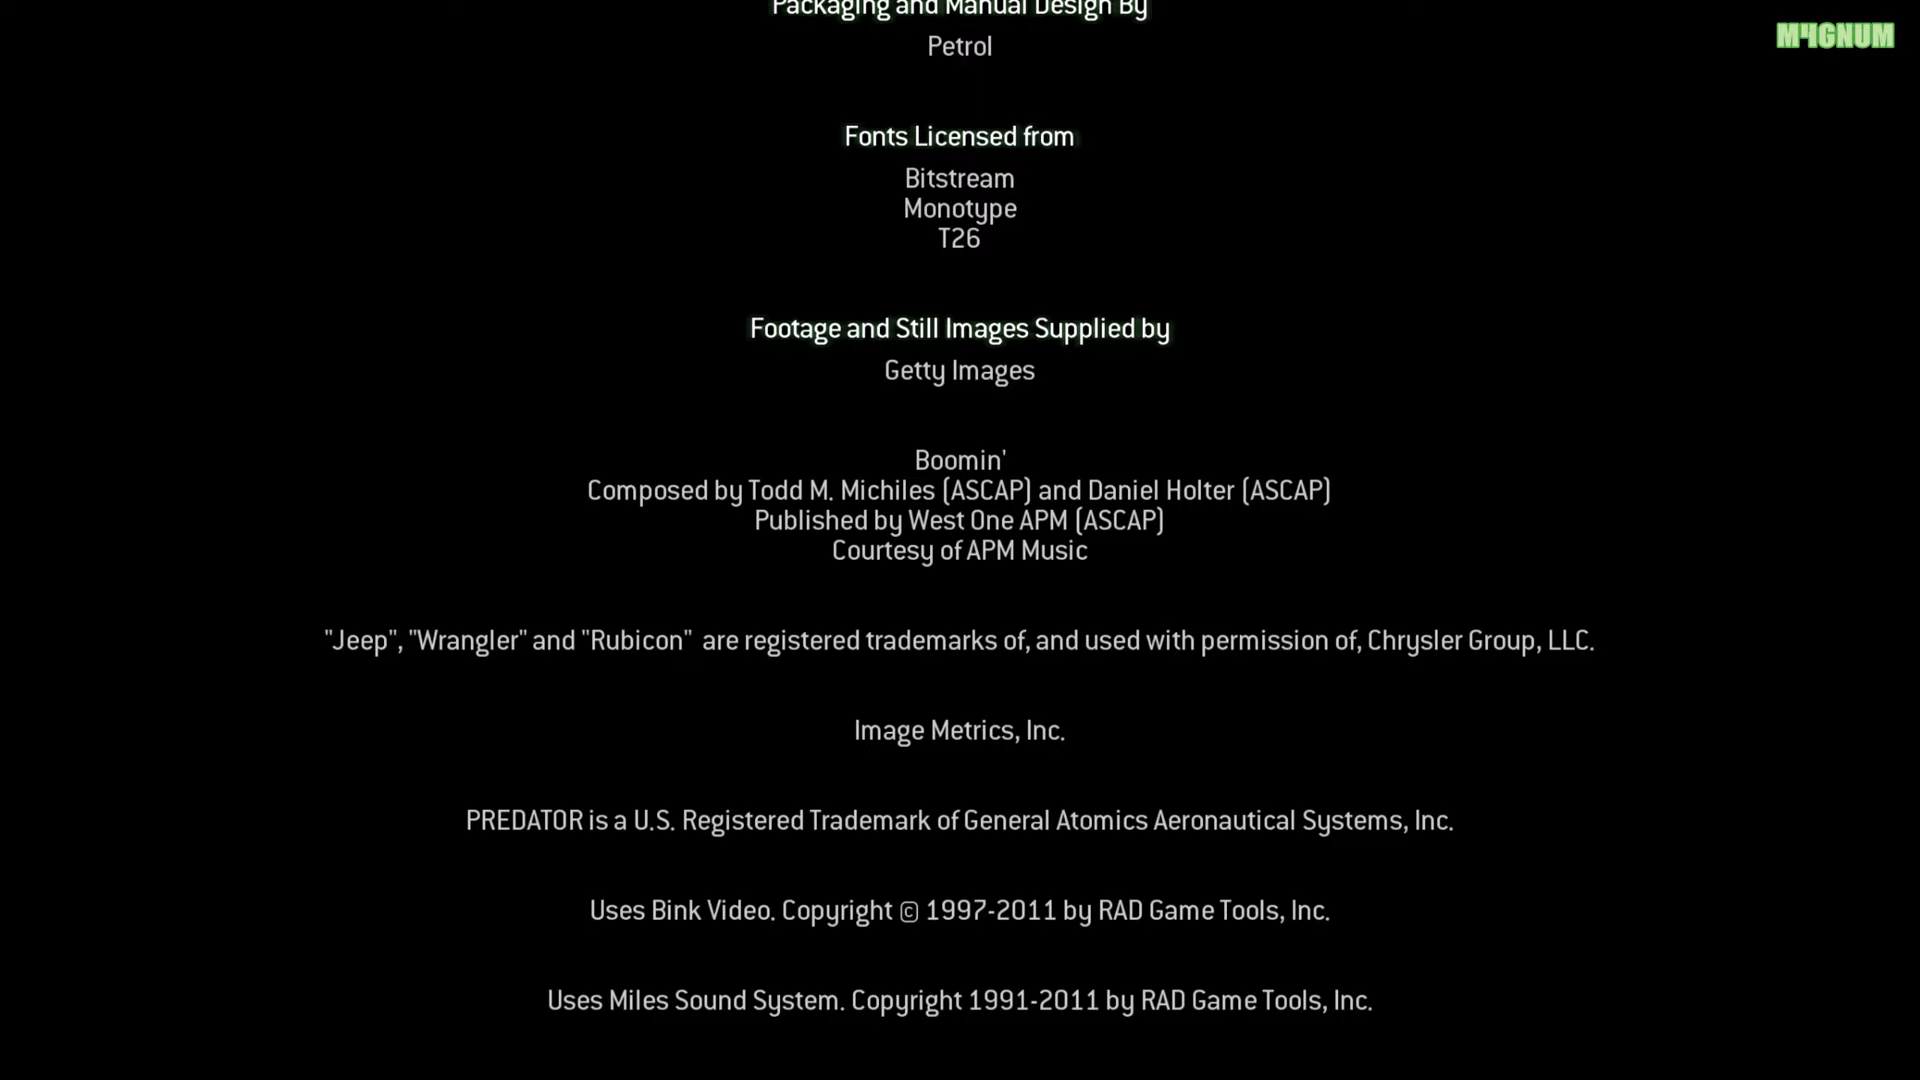 Packaging and Manual Design By
M4GNUM
Petrol
Fonts Licensed from
Bitstream
Monotype
T26
Footage and Still Images Supplied by
Getty Images
Boomin'
Composed by Todd M. Michiles (ASCAP) and Daniel Holter (ASCAP)
Published by West One APM (ASCAP)
Courtesy of APM Music
"Jeep", "Wrangler" and "Rubicon" are registered trademarks of, and used with permission of, Chrysler Group, LLC.
Image Metrics, Inc.
PREDATOR is a U.S. Registered Trademark of General Atomics Aeronautical Systems, Inc.
Uses Bink Video. Copyright © 1997-2011 by RAD Game Tools, Inc.
Uses Miles Sound System. Copyright 1991-2011 by RAD Game Tools, Inc.